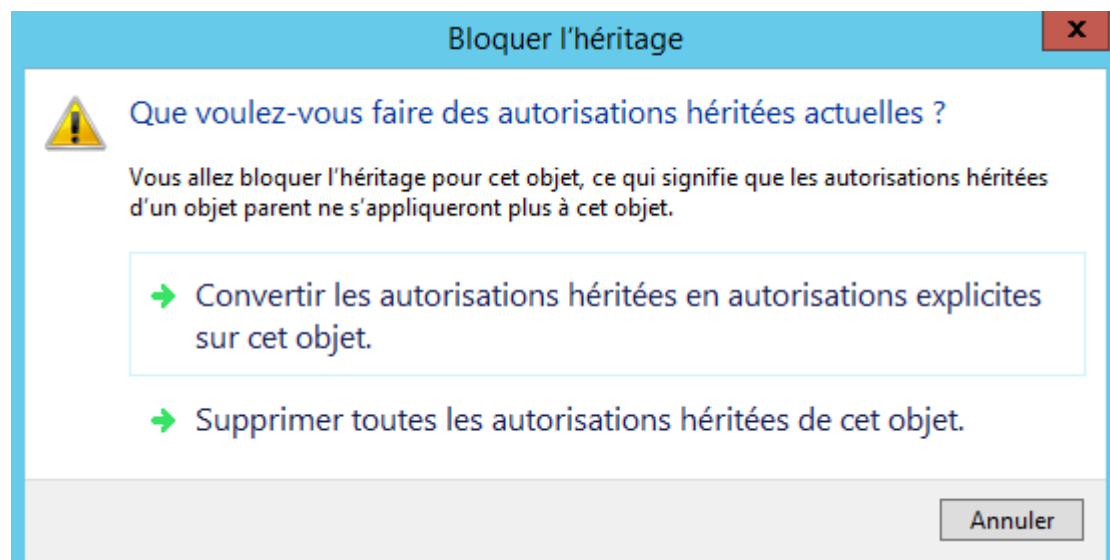 Bloquer l'héritage
x
Que voulez-vous faire des autorisations héritées actuelles ?
Vous allez bloquer l'héritage pour cet objet, ce qui signifie que les autorisations héritées
d'un objet parent ne s'appliqueront plus à cet objet.
Convertir les autorisations héritées en autorisations explicites
sur cet objet.
Supprimer toutes les autorisations héritées de cet objet.
Annuler